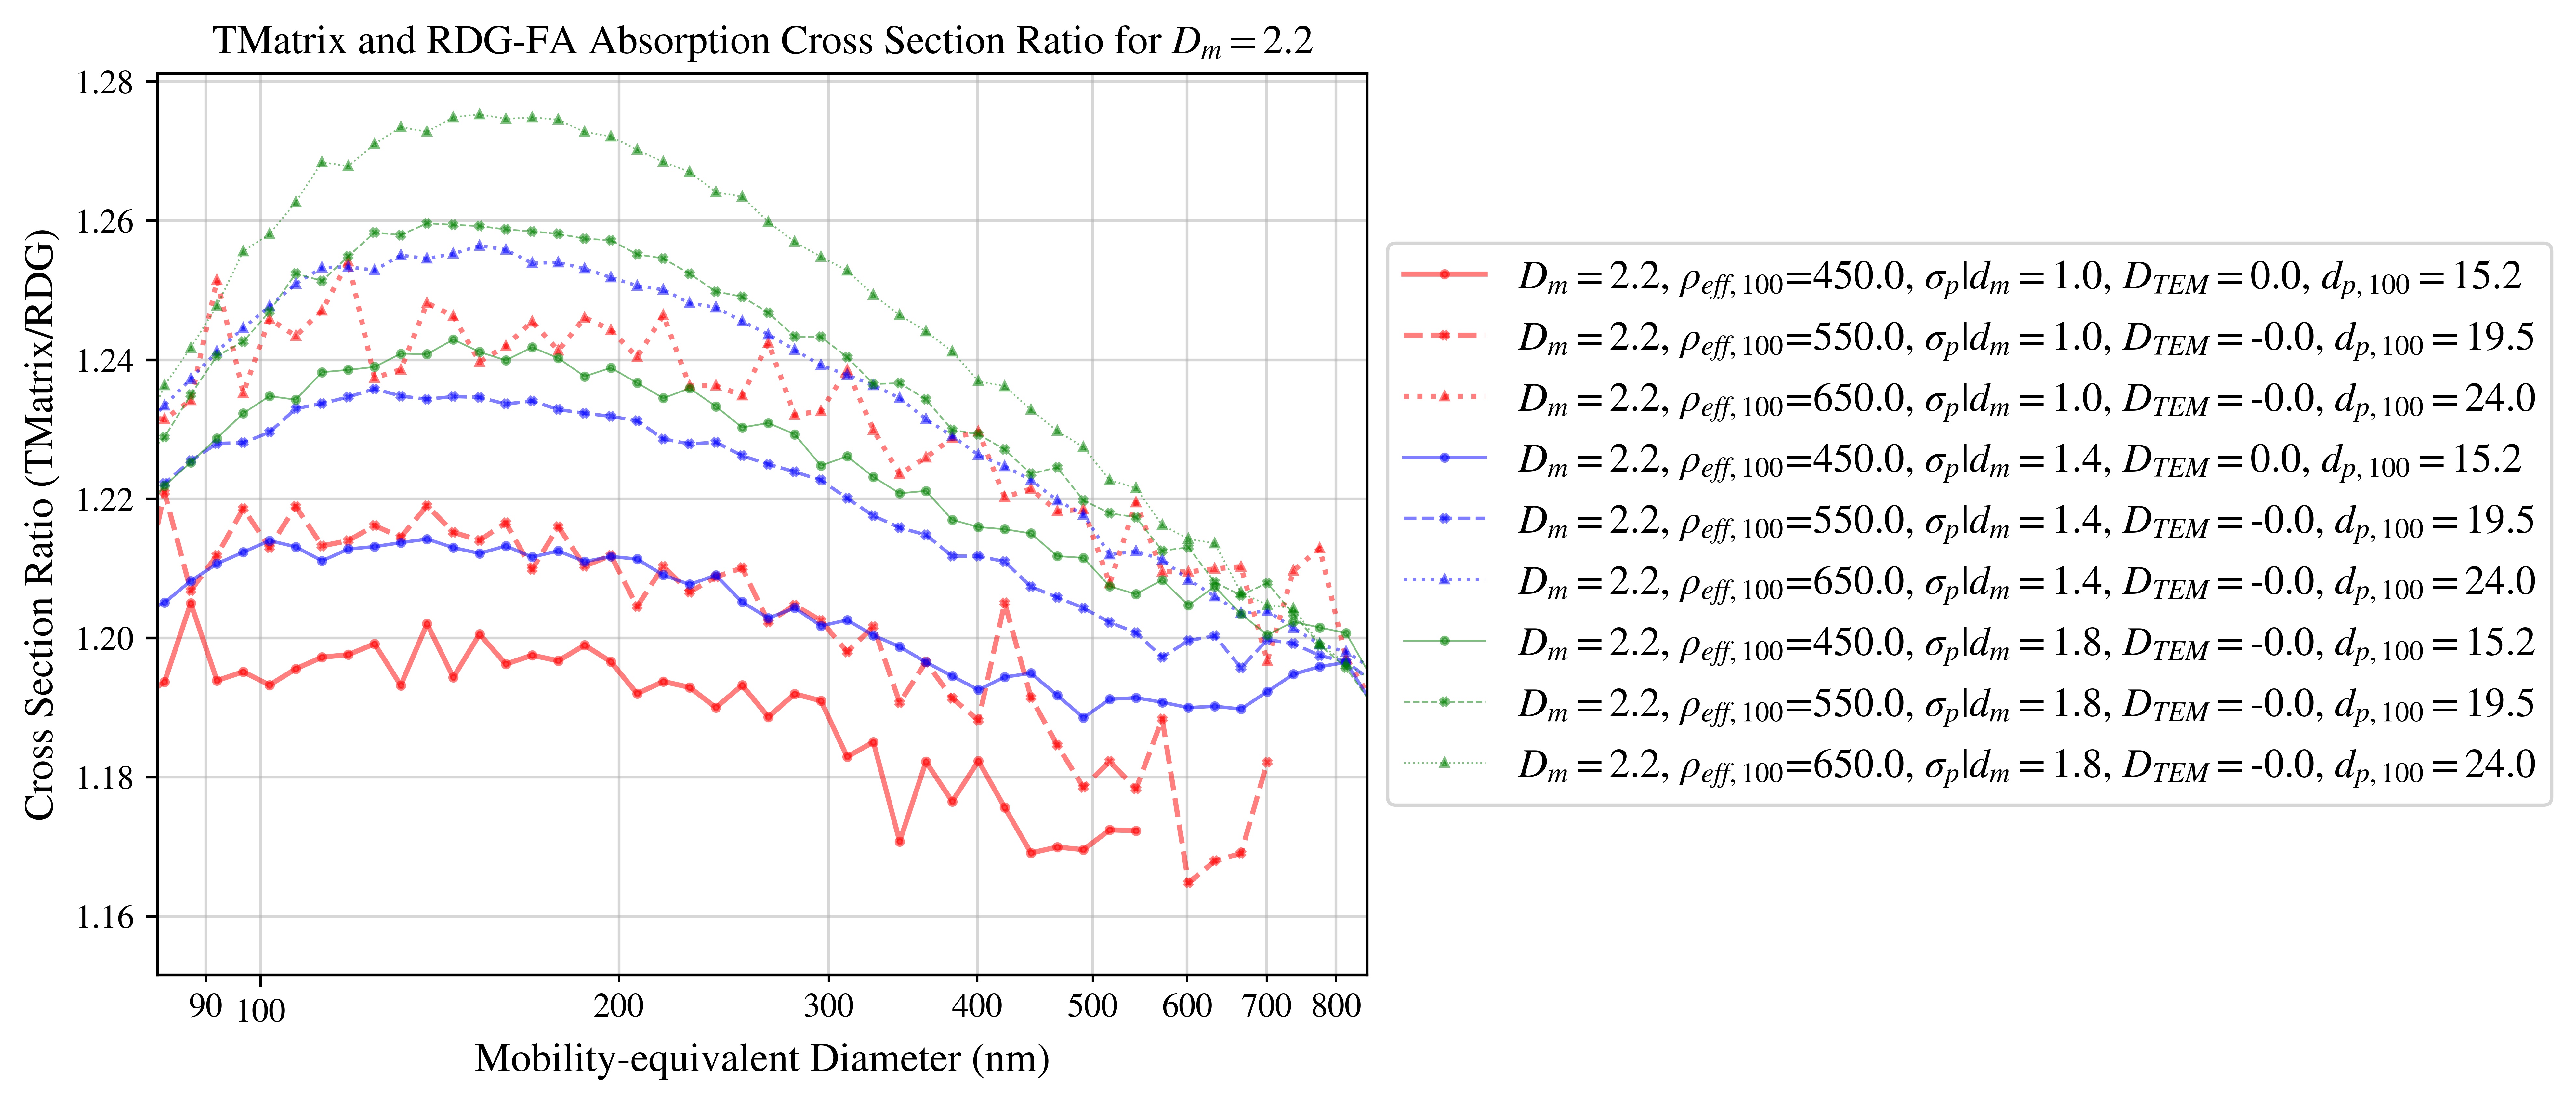 TMatrix and RDG-FA Absorption Cross Section Ratio for D_m = 2.2
Cross Section Ratio (TMatrix/RDG)
1.28
1.26
1.24
1.22
1.20
1.18
1.16
90 100 200 300 400 500 600 700 800
Mobility-equivalent Diameter (nm)
D_m = 2.2, ρ_eff,100=450.0, σ_p|d_m = 1.0, D_TEM = 0.0, d_p,100 = 15.2
D_m = 2.2, ρ_eff,100=550.0, σ_p|d_m = 1.0, D_TEM = -0.0, d_p,100 = 19.5
D_m = 2.2, ρ_eff,100=650.0, σ_p|d_m = 1.0, D_TEM = -0.0, d_p,100 = 24.0
D_m = 2.2, ρ_eff,100=450.0, σ_p|d_m = 1.4, D_TEM = 0.0, d_p,100 = 15.2
D_m = 2.2, ρ_eff,100=550.0, σ_p|d_m = 1.4, D_TEM = -0.0, d_p,100 = 19.5
D_m = 2.2, ρ_eff,100=650.0, σ_p|d_m = 1.4, D_TEM = -0.0, d_p,100 = 24.0
D_m = 2.2, ρ_eff,100=450.0, σ_p|d_m = 1.8, D_TEM = -0.0, d_p,100 = 15.2
D_m = 2.2, ρ_eff,100=550.0, σ_p|d_m = 1.8, D_TEM = -0.0, d_p,100 = 19.5
D_m = 2.2, ρ_eff,100=650.0, σ_p|d_m = 1.8, D_TEM = -0.0, d_p,100 = 24.0